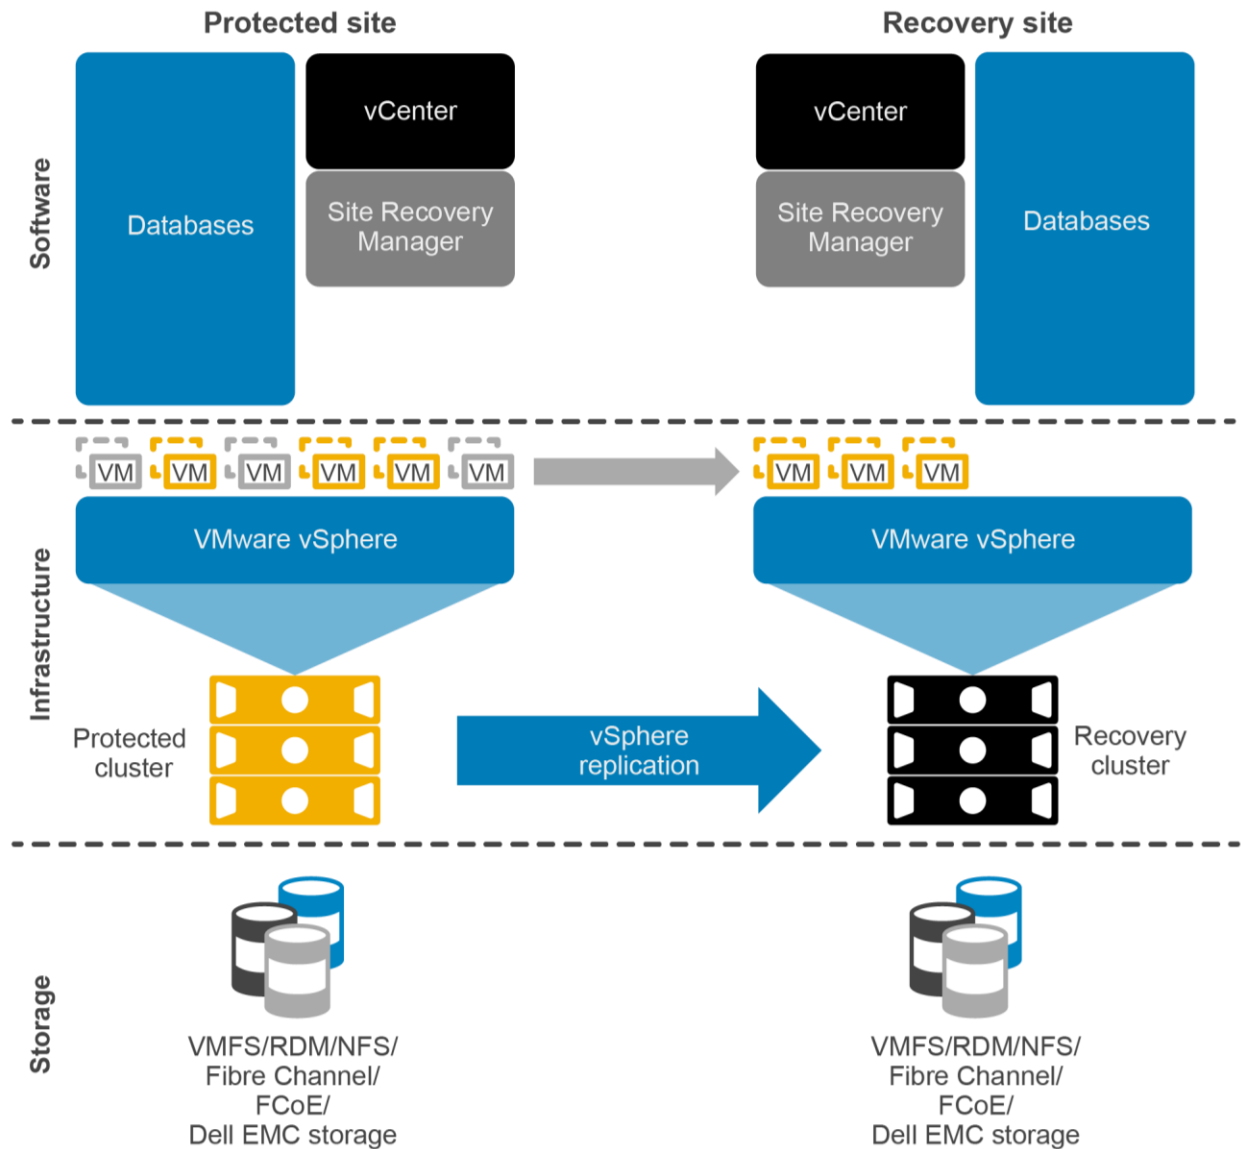 Protected site
Recovery site
Software
Databases
vCenter
Site Recovery
Manager
vCenter
Site Recovery
Manager
Databases
Infrastructure
VM
VM
VM
VM
VM
VM
VM
VM
VM
VMware vSphere
VMware vSphere
Protected
cluster
vSphere
replication
Recovery
cluster
Storage
VMFS/RDM/NFS/
Fibre Channel/
FCoE/
Dell EMC storage
VMFS/RDM/NFS/
Fibre Channel/
FCoE/
Dell EMC storage